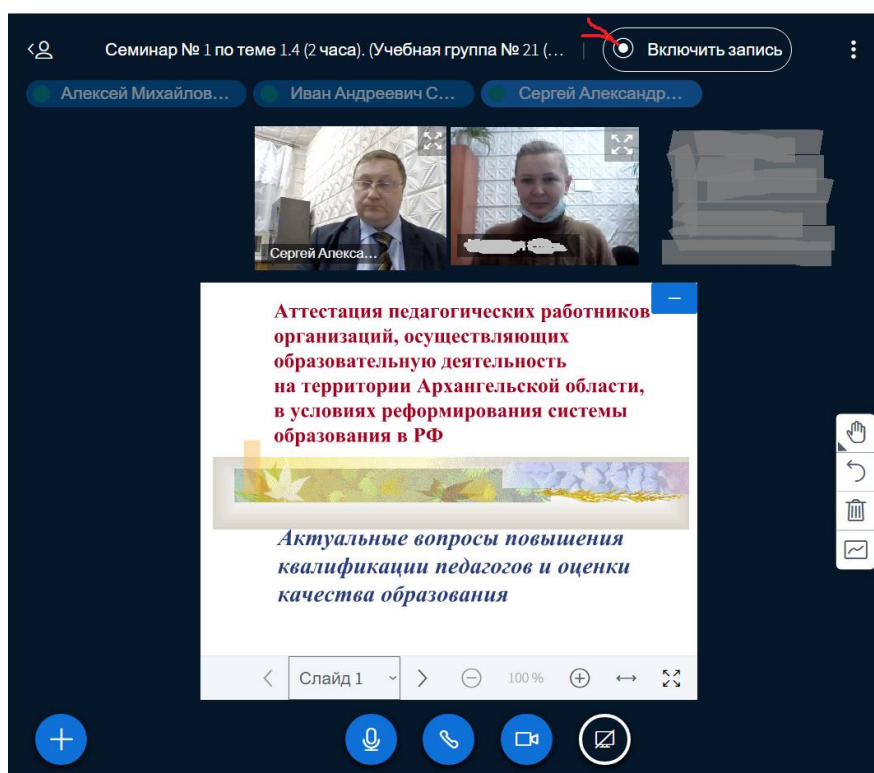 Семинар № 1 по теме 1.4 (2 часа). (Учебная группа № 21 (…
Включить запись
Алексей Михайлов…
Иван Андреевич С…
Сергей Александр…
Сергей Алекса…
Аттестация педагогических работников
организаций, осуществляющих
образовательную деятельность
на территории Архангельской области,
в условиях реформирования системы
образования в РФ
Актуальные вопросы повышения
квалификации педагогов и оценки
качества образования
Слайд 1
100 %